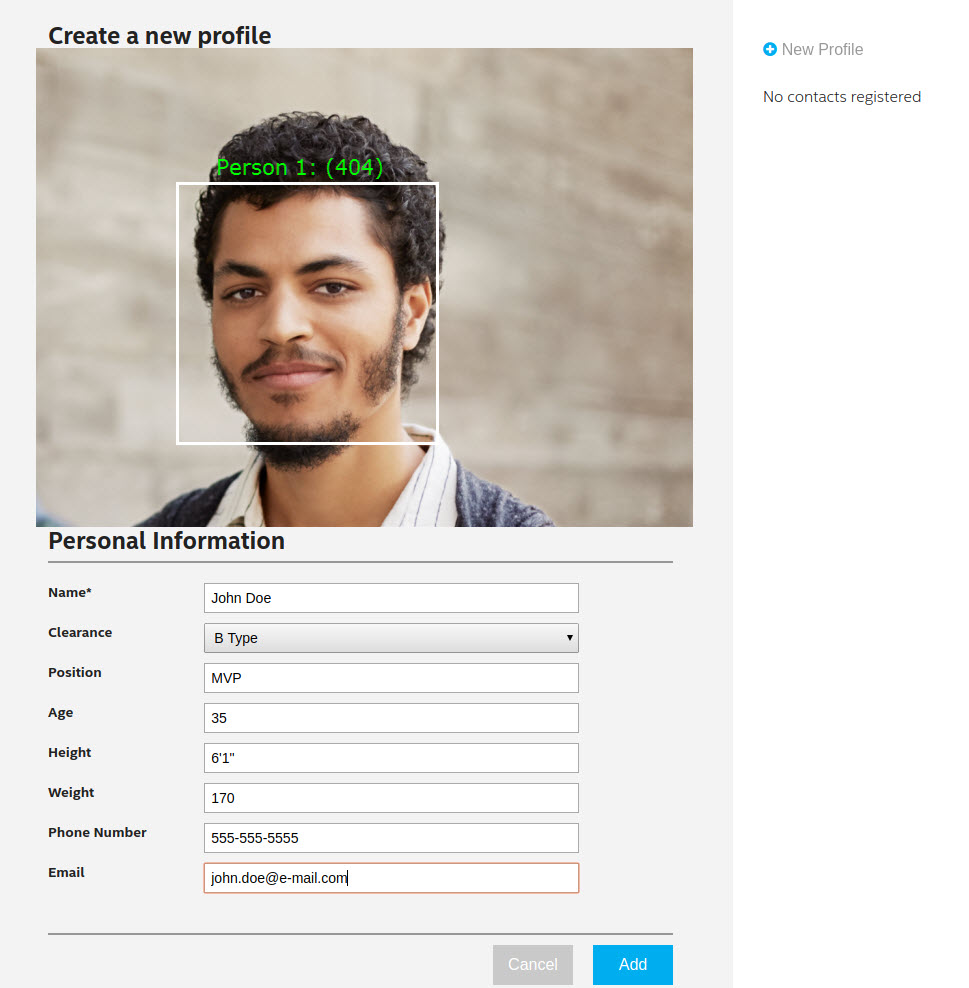 Create a new profile
New Profile
No contacts registered
Person 1: (404)
Personal Information
Name* John Doe
Clearance B Type
Position MVP
Age 35
Height 6'1"
Weight 170
Phone Number 555-555-5555
Email john.doe@e-mail.com
Cancel Add